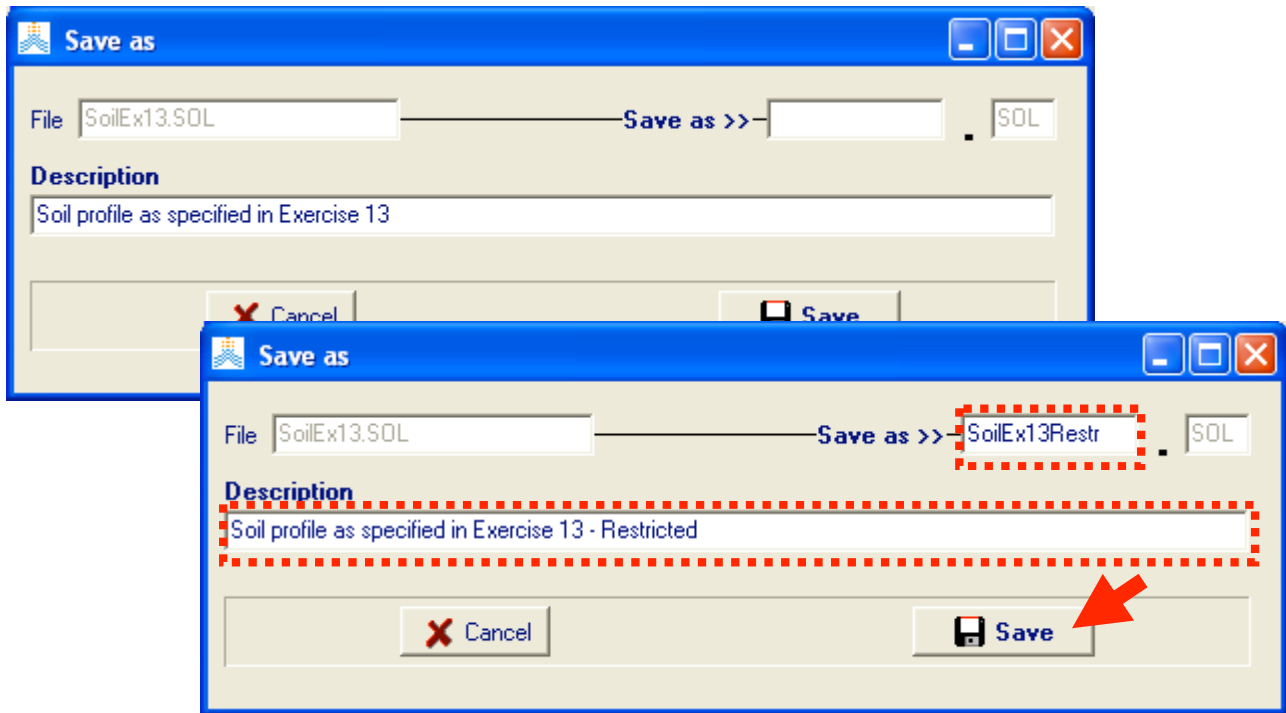 Save as
File SoilEx13.SOL Save as >> . SOL
Description
Soil profile as specified in Exercise 13
Cancel Save
Save as
File SoilEx13.SOL Save as >> SoilEx13Restr . SOL
Description
Soil profile as specified in Exercise 13 - Restricted
Cancel Save